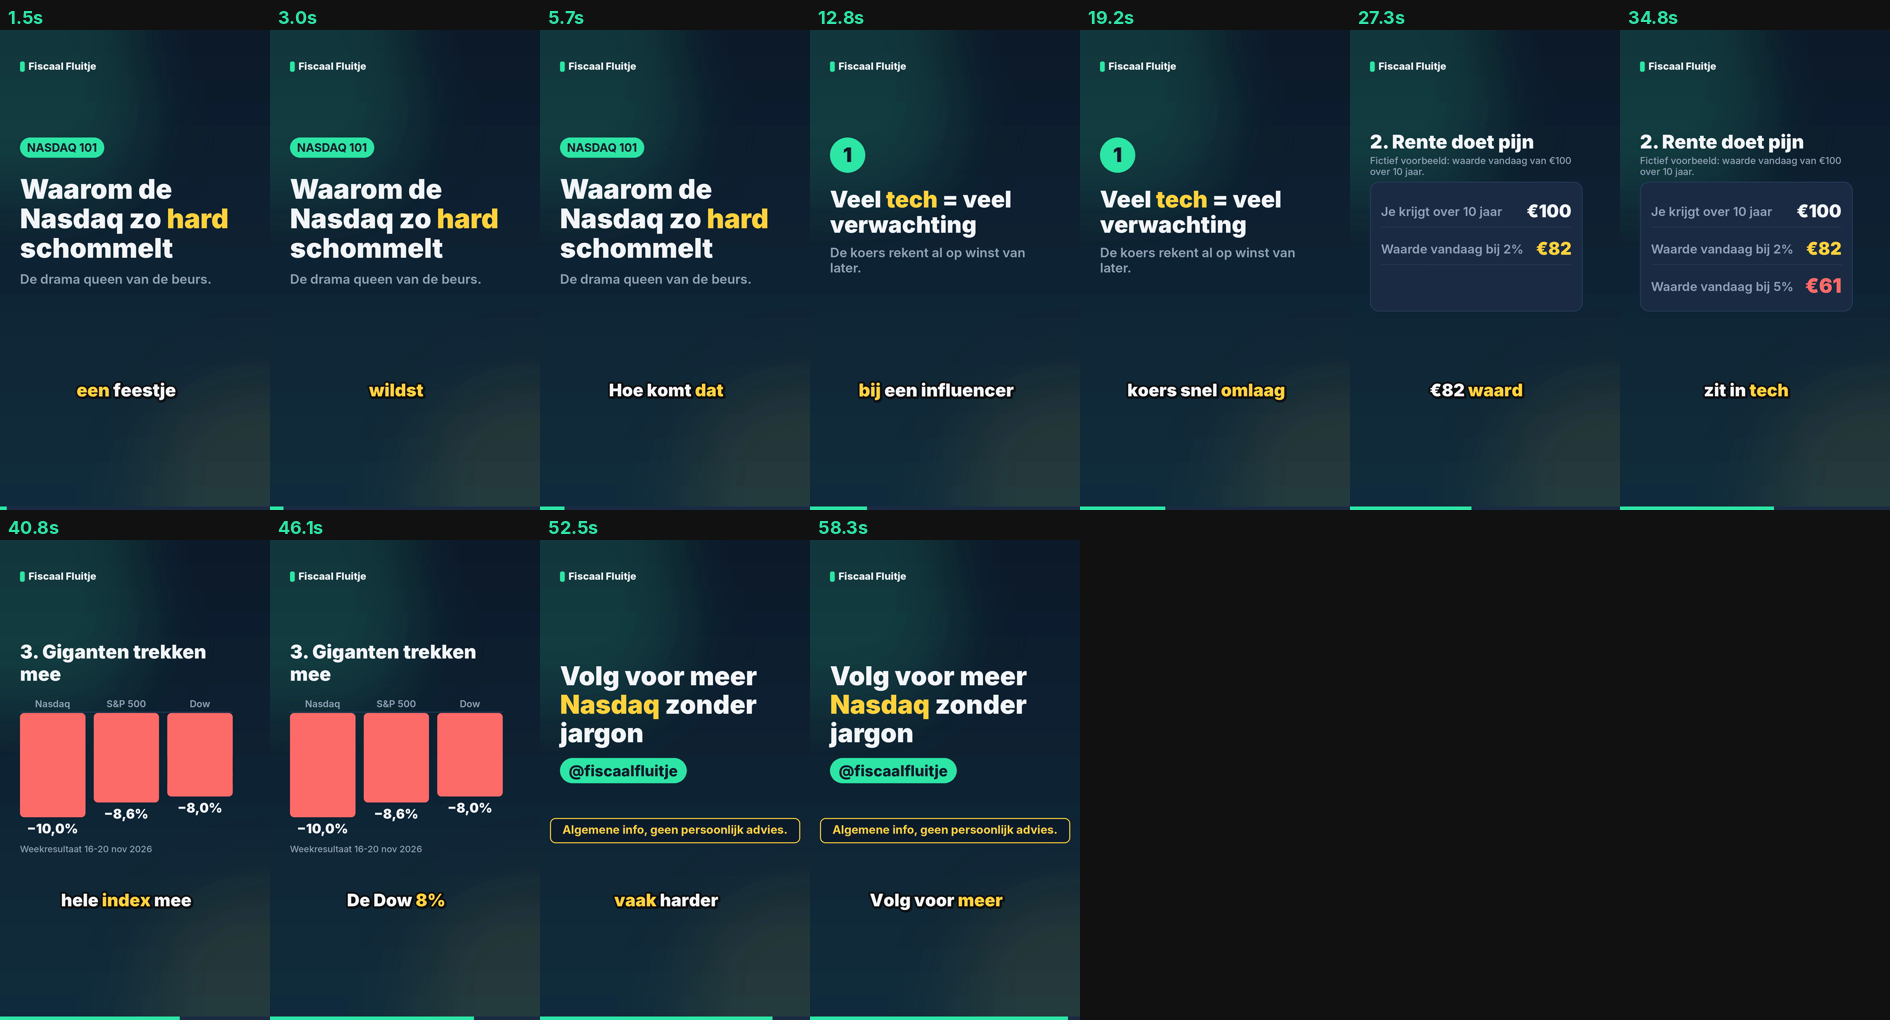 1.5s
Fiscaal Fluitje
NASDAQ 101
Waarom de
Nasdaq zo hard
schommelt
De drama queen van de beurs.
een feestje
3.0s
Fiscaal Fluitje
NASDAQ 101
Waarom de
Nasdaq zo hard
schommelt
De drama queen van de beurs.
wildst
5.7s
Fiscaal Fluitje
NASDAQ 101
Waarom de
Nasdaq zo hard
schommelt
De drama queen van de beurs.
Hoe komt dat
12.8s
Fiscaal Fluitje
1
Veel tech = veel
verwachting
De koers rekent al op winst van
later.
bij een influencer
19.2s
Fiscaal Fluitje
1
Veel tech = veel
verwachting
De koers rekent al op winst van
later.
koers snel omlaag
27.3s
Fiscaal Fluitje
2. Rente doet pijn
Fictief voorbeeld: waarde vandaag van €100
over 10 jaar.
Je krijgt over 10 jaar €100
Waarde vandaag bij 2% €82
€82 waard
34.8s
Fiscaal Fluitje
2. Rente doet pijn
Fictief voorbeeld: waarde vandaag van €100
over 10 jaar.
Je krijgt over 10 jaar €100
Waarde vandaag bij 2% €82
Waarde vandaag bij 5% €61
zit in tech
40.8s
Fiscaal Fluitje
3. Giganten trekken
mee
Nasdaq S&P 500 Dow
−10,0% −8,6% −8,0%
Weekresultaat 16-20 nov 2026
hele index mee
46.1s
Fiscaal Fluitje
3. Giganten trekken
mee
Nasdaq S&P 500 Dow
−10,0% −8,6% −8,0%
Weekresultaat 16-20 nov 2026
De Dow 8%
52.5s
Fiscaal Fluitje
Volg voor meer
Nasdaq zonder
jargon
@fiscaalfluitje
Algemene info, geen persoonlijk advies.
vaak harder
58.3s
Fiscaal Fluitje
Volg voor meer
Nasdaq zonder
jargon
@fiscaalfluitje
Algemene info, geen persoonlijk advies.
Volg voor meer